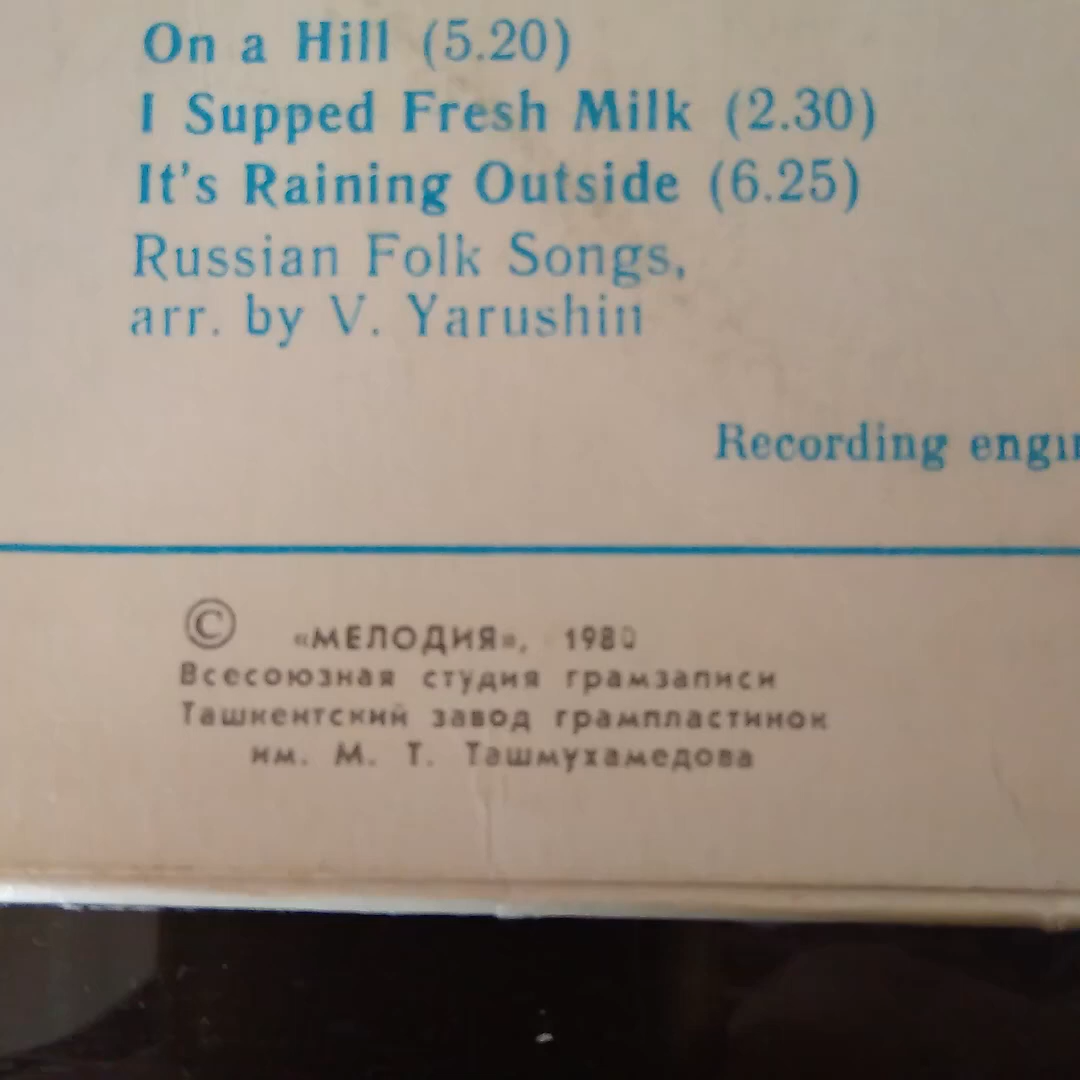 On a Hill (5.20)
I Supped Fresh Milk (2.30)
It's Raining Outside (6.25)
Russian Folk Songs,
arr. by V. Yarushin
Recording
© «МЕЛОДИЯ», 1980
Всесоюзная студия грамзаписи
Ташкентский завод грампластинок
им. М. Т. Ташмухамедова